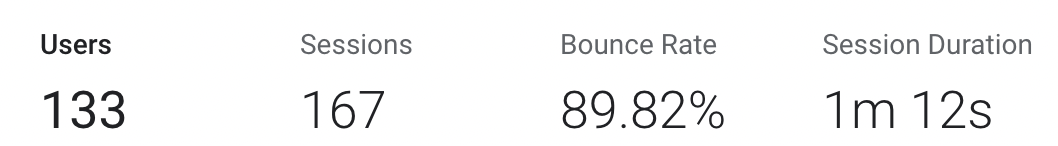 Users Sessions Bounce Rate Session Duration
133 167 89.82% 1m 12s